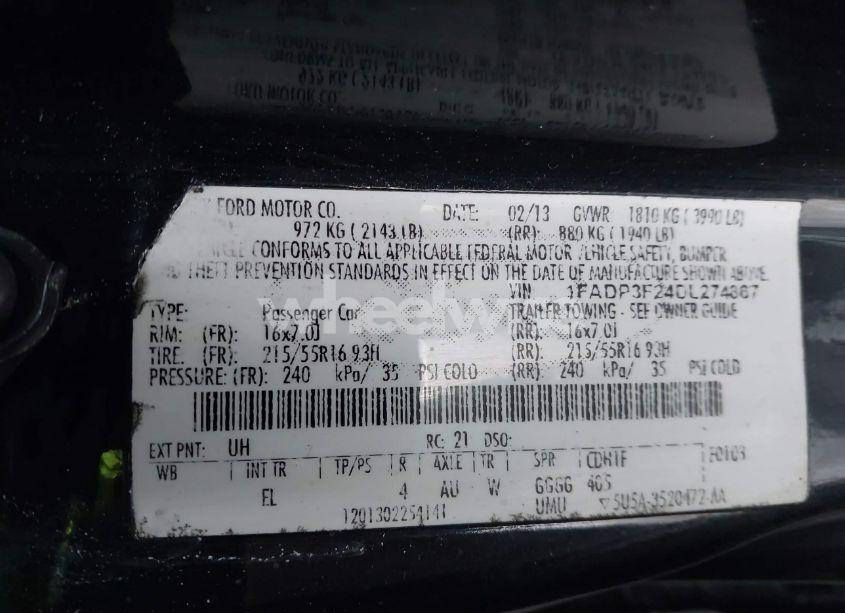 FORD MOTOR CO. DATE: 02/13 GVWR: 1810 KG ( 3990 LB)
972 KG ( 2143 LB) (RR): 880 KG ( 1940 LB)
CONFORMS TO ALL APPLICABLE FEDERAL MOTOR VEHICLE SAFETY, BUMPER
THEFT PREVENTION STANDARDS IN EFFECT ON THE DATE OF MANUFACTURE SHOWN ABOVE.
VIN
TYPE: Passenger Car TRAILER TOWING - SEE OWNER GUIDE
RIM: (FR): 16x7.0J (RR): 16x7.0J
TIRE. (FR): 215/55R16 93H (RR): 215/55R16 93H
PRESSURE: (FR): 240 kPa/ 35 PSI COLD (RR): 240 kPa/ 35 PSI COLD
EXT PNT: UH RC: 21 DSO:
WB INT TR TP/PS R AXLE TR SPR
EL 4 AU W GGGG 465
UMU
1201302254141